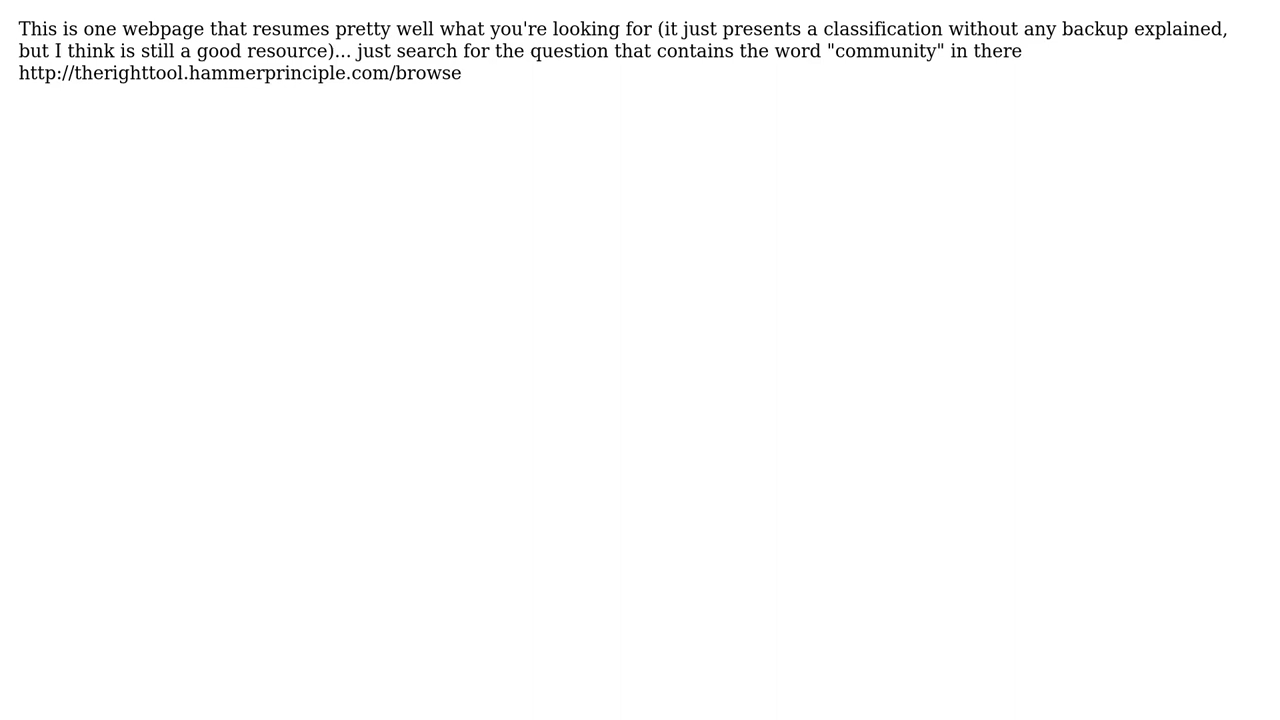 This is one webpage that resumes pretty well what you're looking for (it just presents a classification without any backup explained,
but I think is still a good resource)... just search for the question that contains the word "community" in there
http://therighttool.hammerprinciple.com/browse